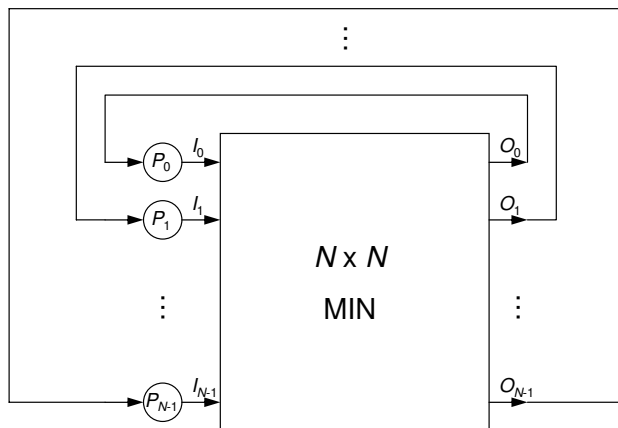 ⋮
I₀ O₀
P₀
I₁ O₁
P₁
N x N
⋮ MIN ⋮
Iₙ₋₁ Oₙ₋₁
Pₙ₋₁